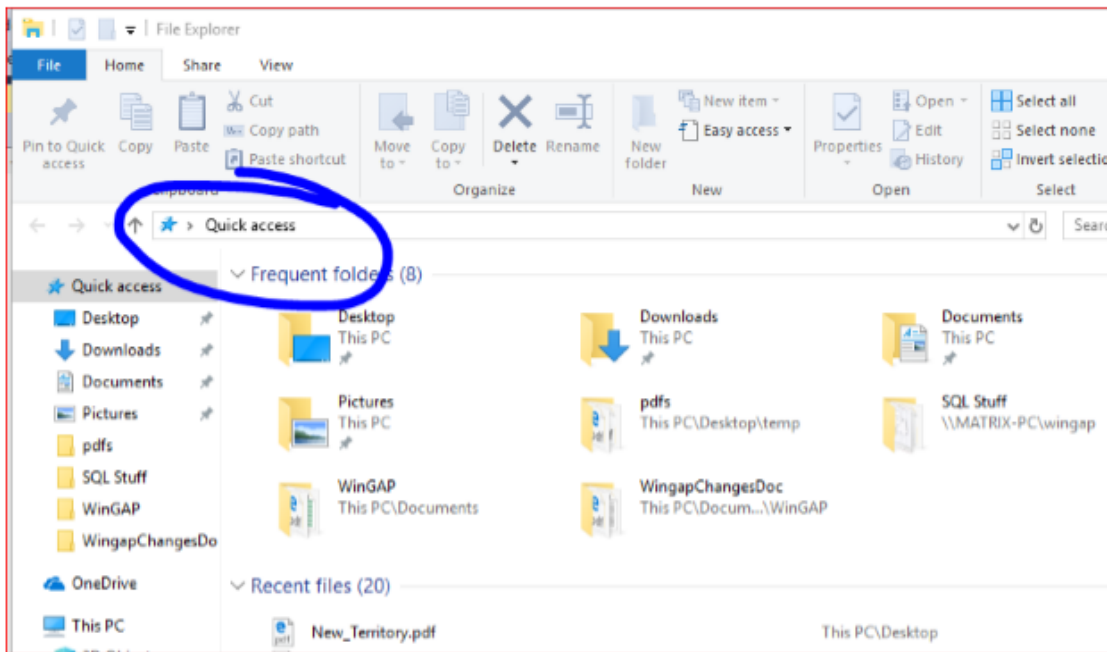 File Explorer
File Home Share View
Pin to Quick access
Copy
Paste
Cut
Copy path
Paste shortcut
Move to
Copy to
Delete
Rename
Organize
New folder
New item
Easy access
New
Properties
Open
Edit
History
Open
Select all
Select none
Invert selectio
Select
Quick access
Sear
Quick access
Desktop
Downloads
Documents
Pictures
pdfs
SQL Stuff
WinGAP
WingapChangesDo
OneDrive
This PC
Frequent folders (8)
Desktop
This PC
Downloads
This PC
Documents
This PC
Pictures
This PC
pdfs
This PC\Desktop\temp
SQL Stuff
\\MATRIX-PC\wingap
WinGAP
This PC\Documents
WingapChangesDoc
This PC\Docum...\WinGAP
Recent files (20)
New_Territory.pdf This PC\Desktop